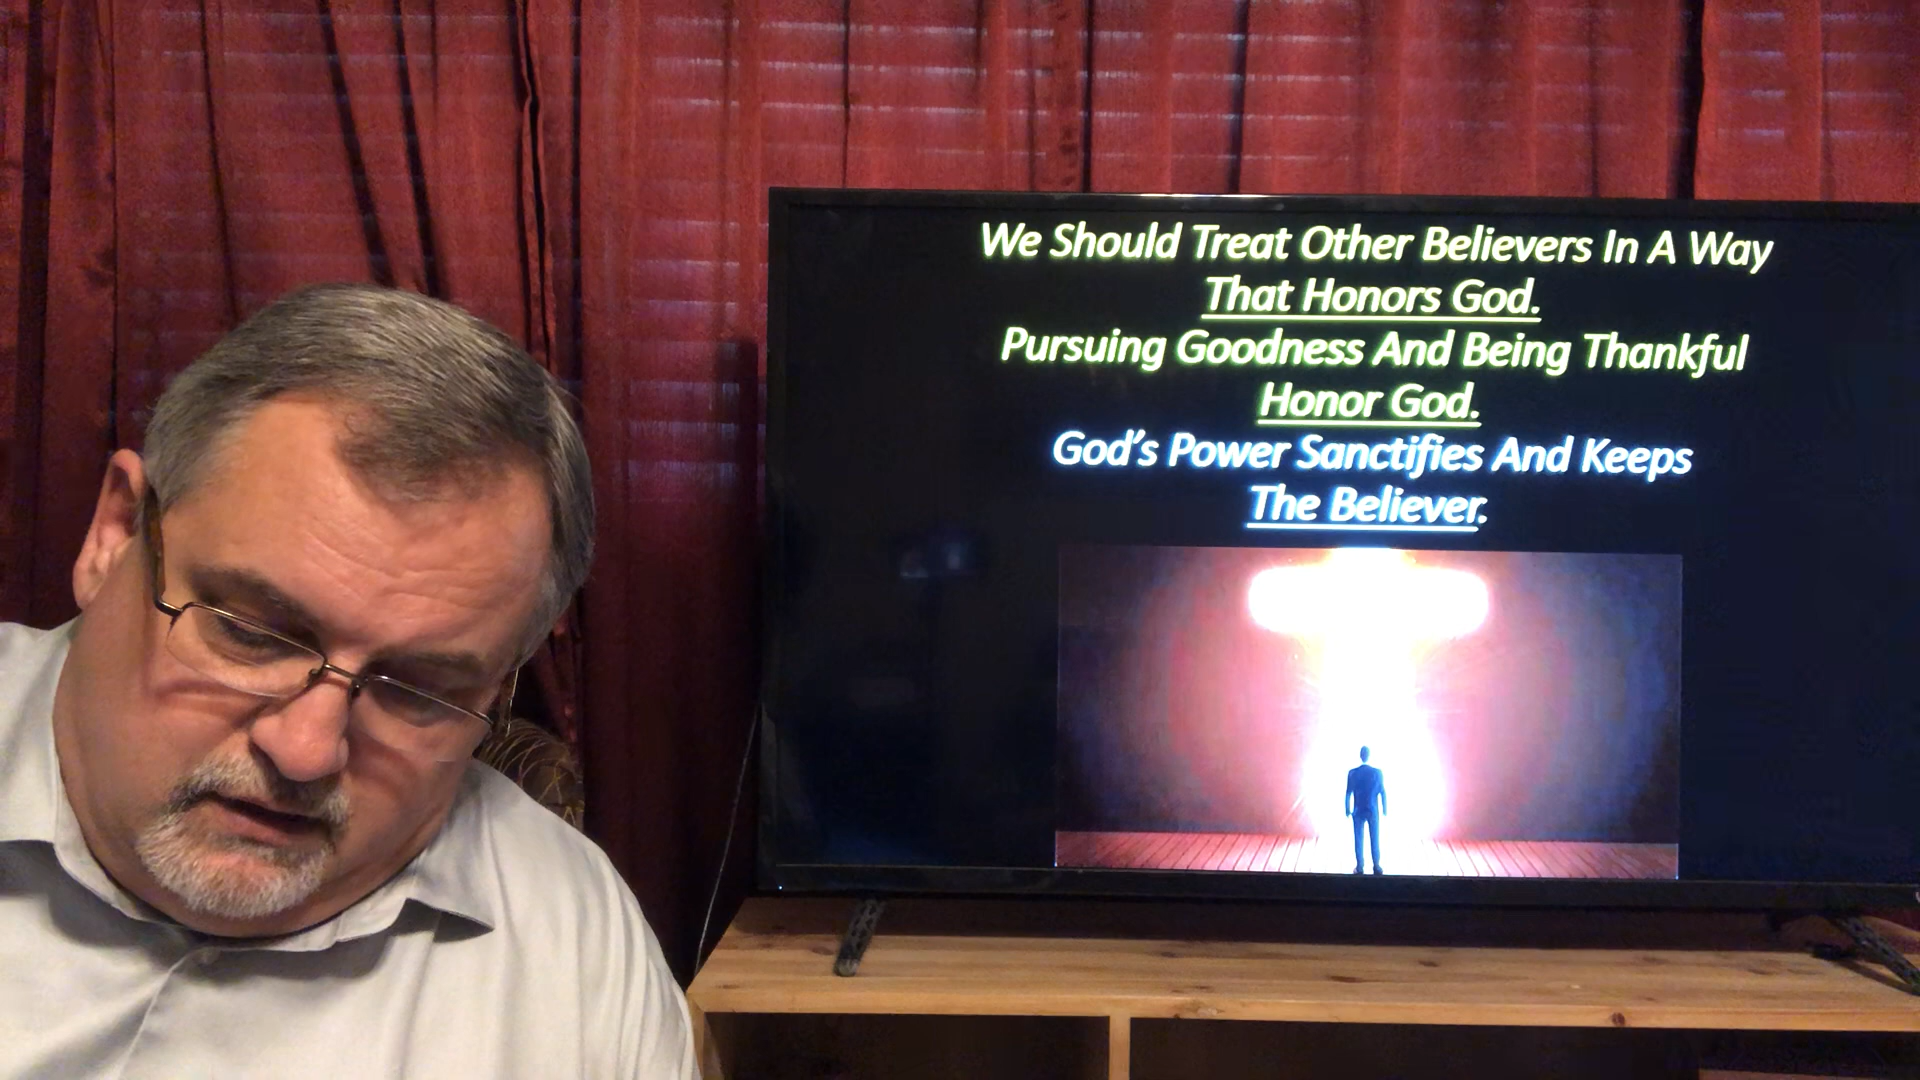 We Should Treat Other Believers In A Way
That Honors God.
Pursuing Goodness And Being Thankful
Honor God.
God's Power Sanctifies And Keeps
The Believer.